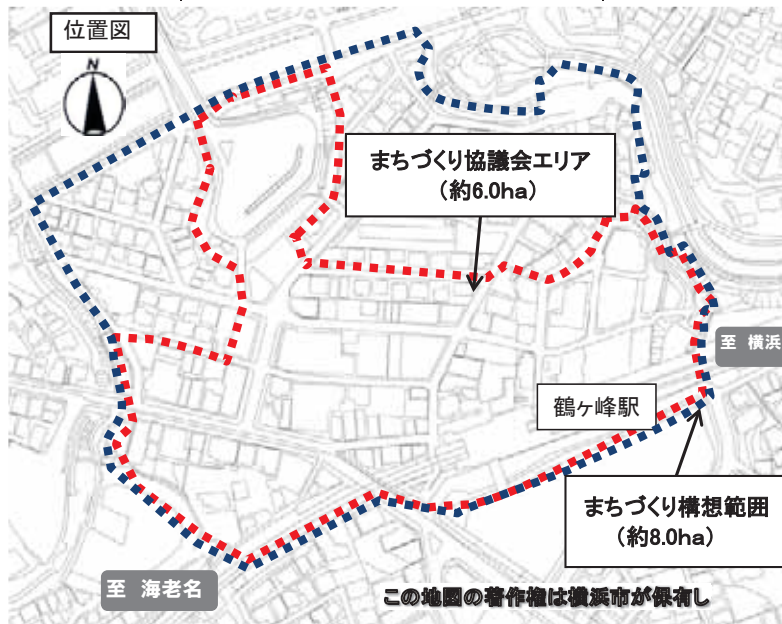 位置図
N
まちづくり協議会エリア
（約6.0ha）
至 横浜
鶴ヶ峰駅
まちづくり構想範囲
（約8.0ha）
至 海老名
この地図の著作権は横浜市が保有し